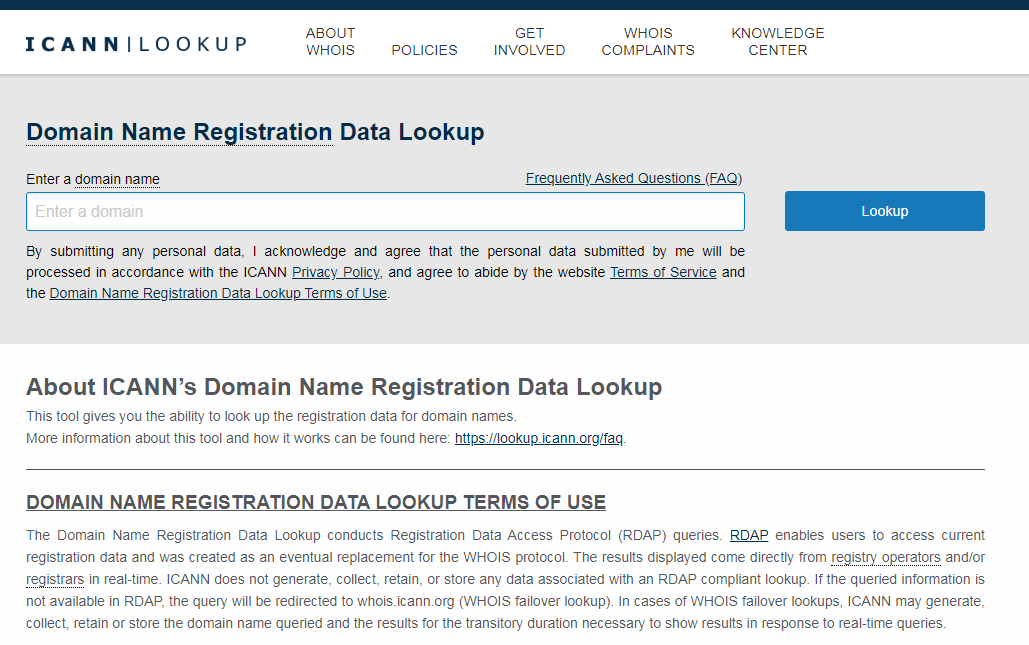 ICANN|LOOKUP
ABOUT
WHOIS
POLICIES
GET
INVOLVED
WHOIS
COMPLAINTS
KNOWLEDGE
CENTER
Domain Name Registration Data Lookup
Enter a domain name
Frequently Asked Questions (FAQ)
Enter a domain
Lookup
By submitting any personal data, I acknowledge and agree that the personal data submitted by me will be
processed in accordance with the ICANN Privacy Policy, and agree to abide by the website Terms of Service and
the Domain Name Registration Data Lookup Terms of Use.
About ICANN’s Domain Name Registration Data Lookup
This tool gives you the ability to look up the registration data for domain names.
More information about this tool and how it works can be found here: https://lookup.icann.org/faq.
DOMAIN NAME REGISTRATION DATA LOOKUP TERMS OF USE
The Domain Name Registration Data Lookup conducts Registration Data Access Protocol (RDAP) queries. RDAP enables users to access current
registration data and was created as an eventual replacement for the WHOIS protocol. The results displayed come directly from registry operators and/or
registrars in real-time. ICANN does not generate, collect, retain, or store any data associated with an RDAP compliant lookup. If the queried information is
not available in RDAP, the query will be redirected to whois.icann.org (WHOIS failover lookup). In cases of WHOIS failover lookups, ICANN may generate,
collect, retain or store the domain name queried and the results for the transitory duration necessary to show results in response to real-time queries.